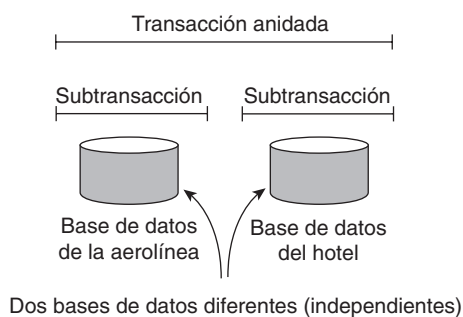 Transacción anidada
Subtransacción
Subtransacción
Base de datos
de la aerolínea
Base de datos
del hotel
Dos bases de datos diferentes (independientes)